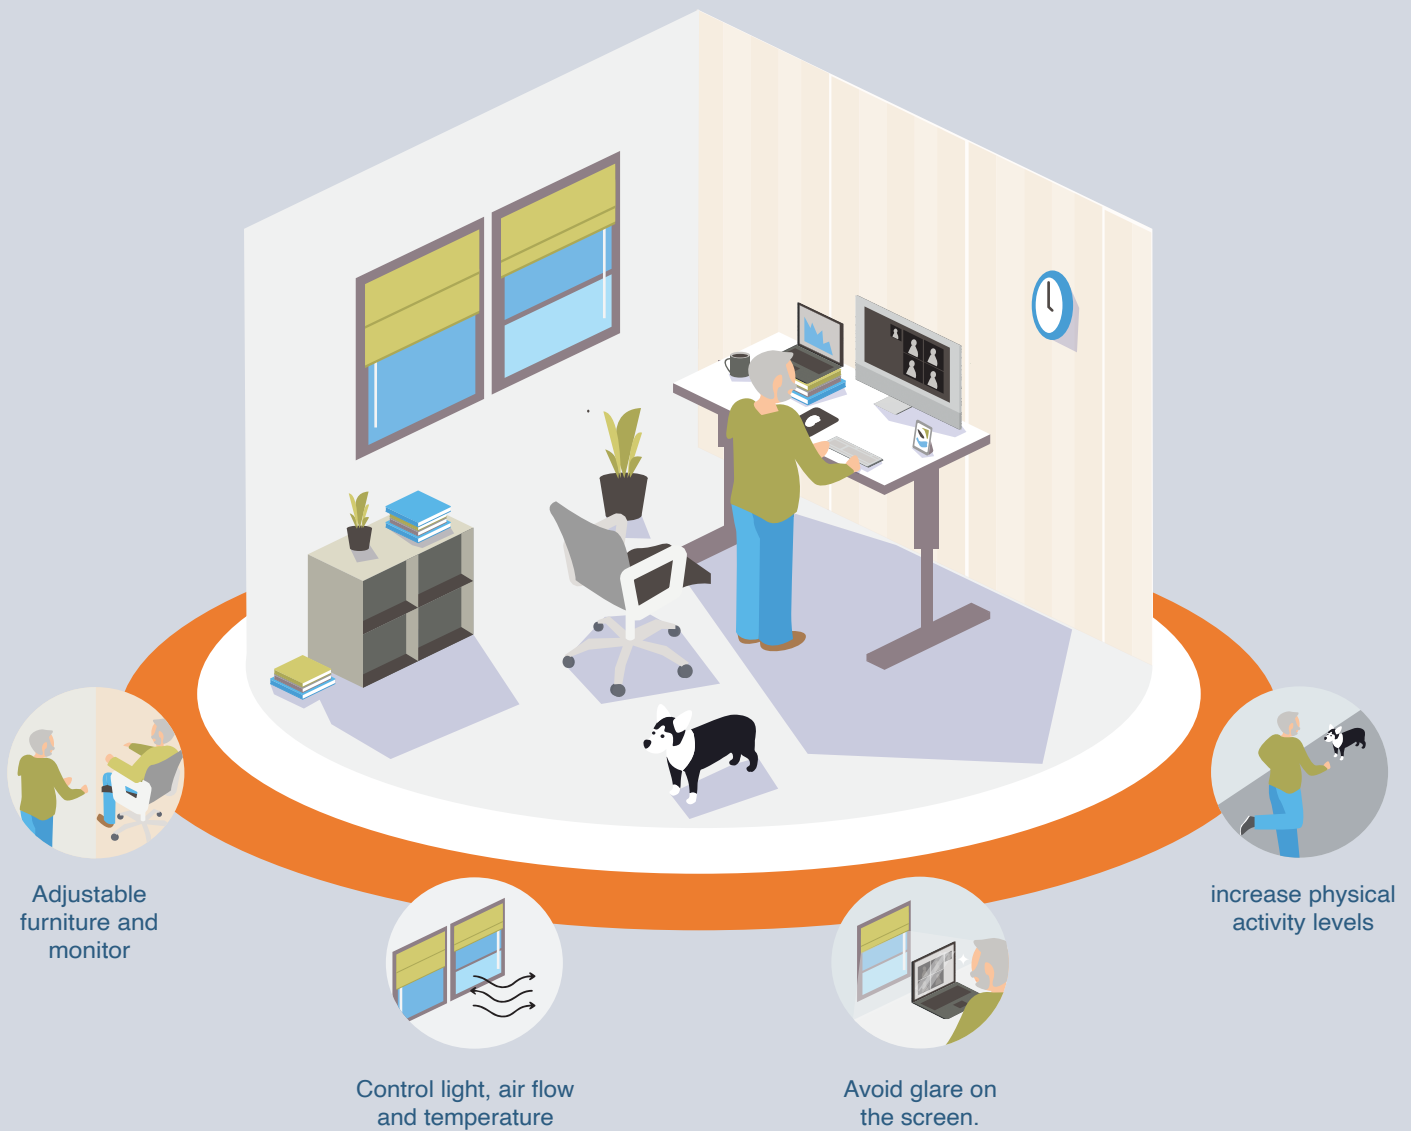 Adjustable
furniture and
monitor
Control light, air flow
and temperature
Avoid glare on
the screen.
increase physical
activity levels